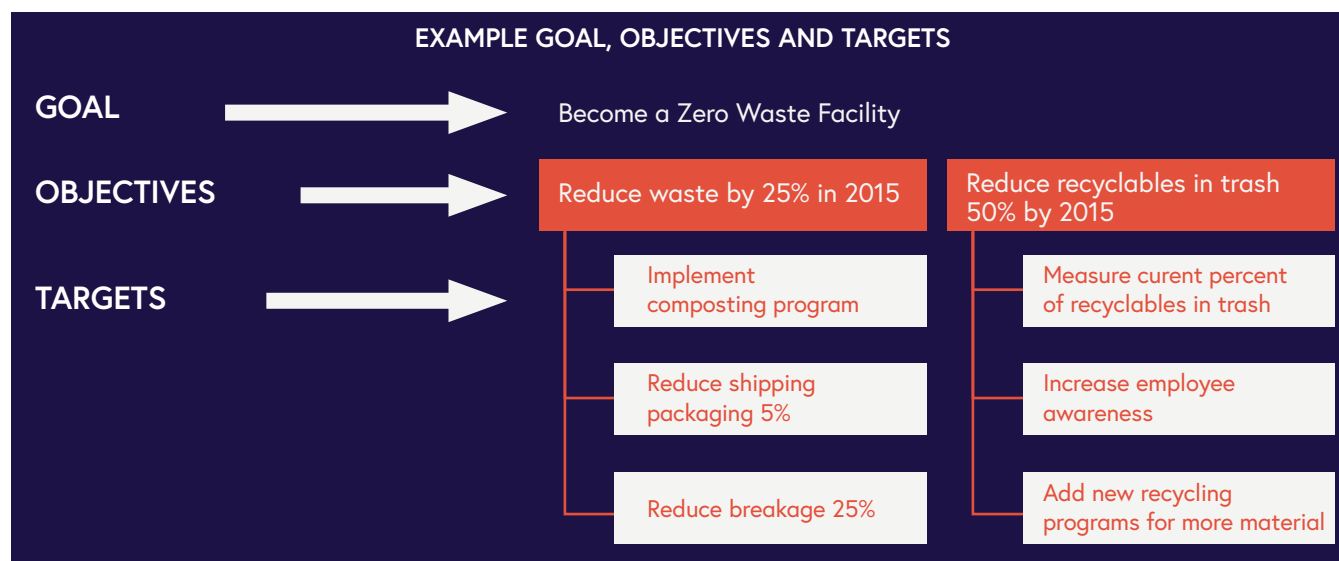 EXAMPLE GOAL, OBJECTIVES AND TARGETS
GOAL
Become a Zero Waste Facility
OBJECTIVES
Reduce waste by 25% in 2015
Reduce recyclables in trash
50% by 2015
TARGETS
Implement
composting program
Reduce shipping
packaging 5%
Reduce breakage 25%
Measure curent percent
of recyclables in trash
Increase employee
awareness
Add new recycling
programs for more material